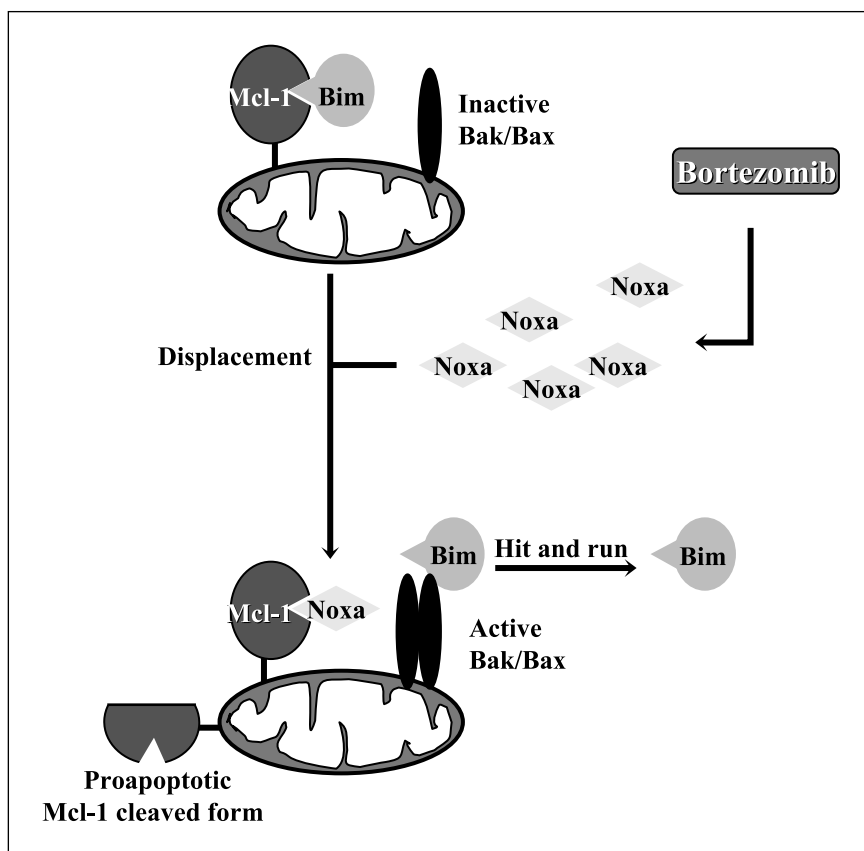 Mcl-1
Bim
Inactive
Bak/Bax
Bortezomib
Noxa
Noxa
Displacement
Noxa
Noxa
Noxa
Bim
Hit and run
Bim
Mcl-1
Noxa
Active
Bak/Bax
Proapoptotic
Mcl-1 cleaved form